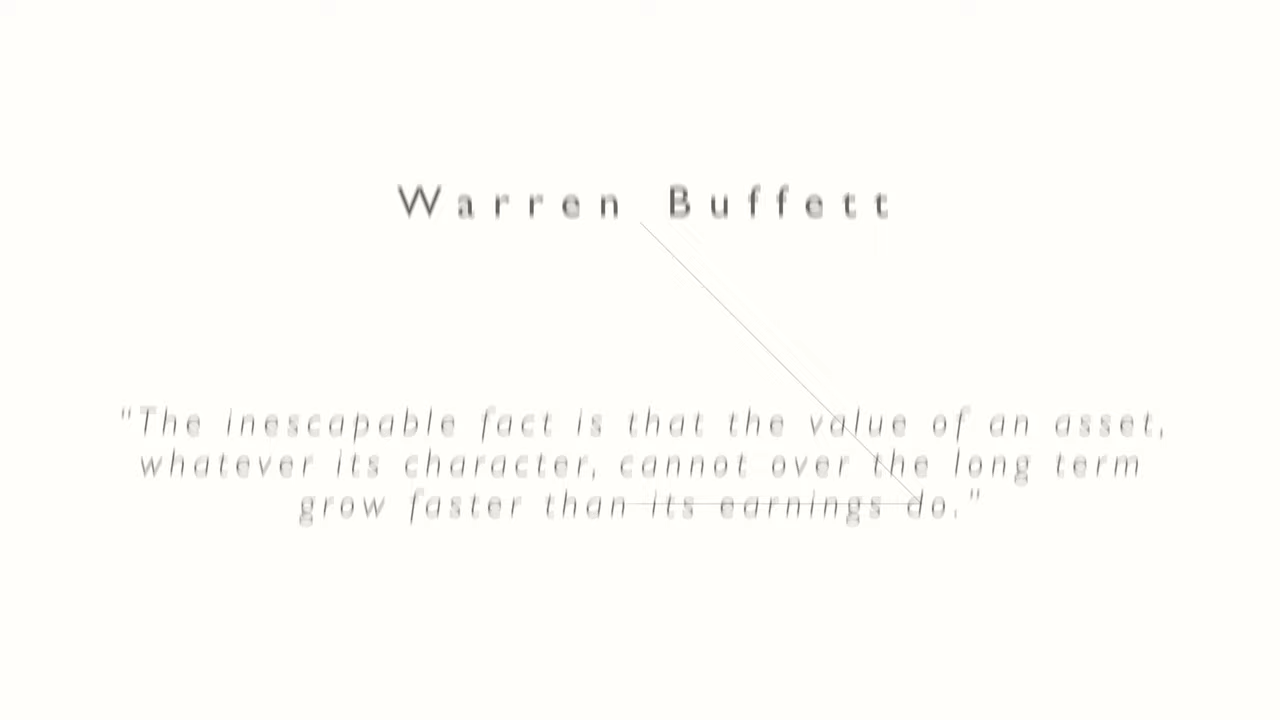 Warren Buffett
"The inescapable fact is that the value of an asset,
whatever its character, cannot over the long term
grow faster than its earnings do."